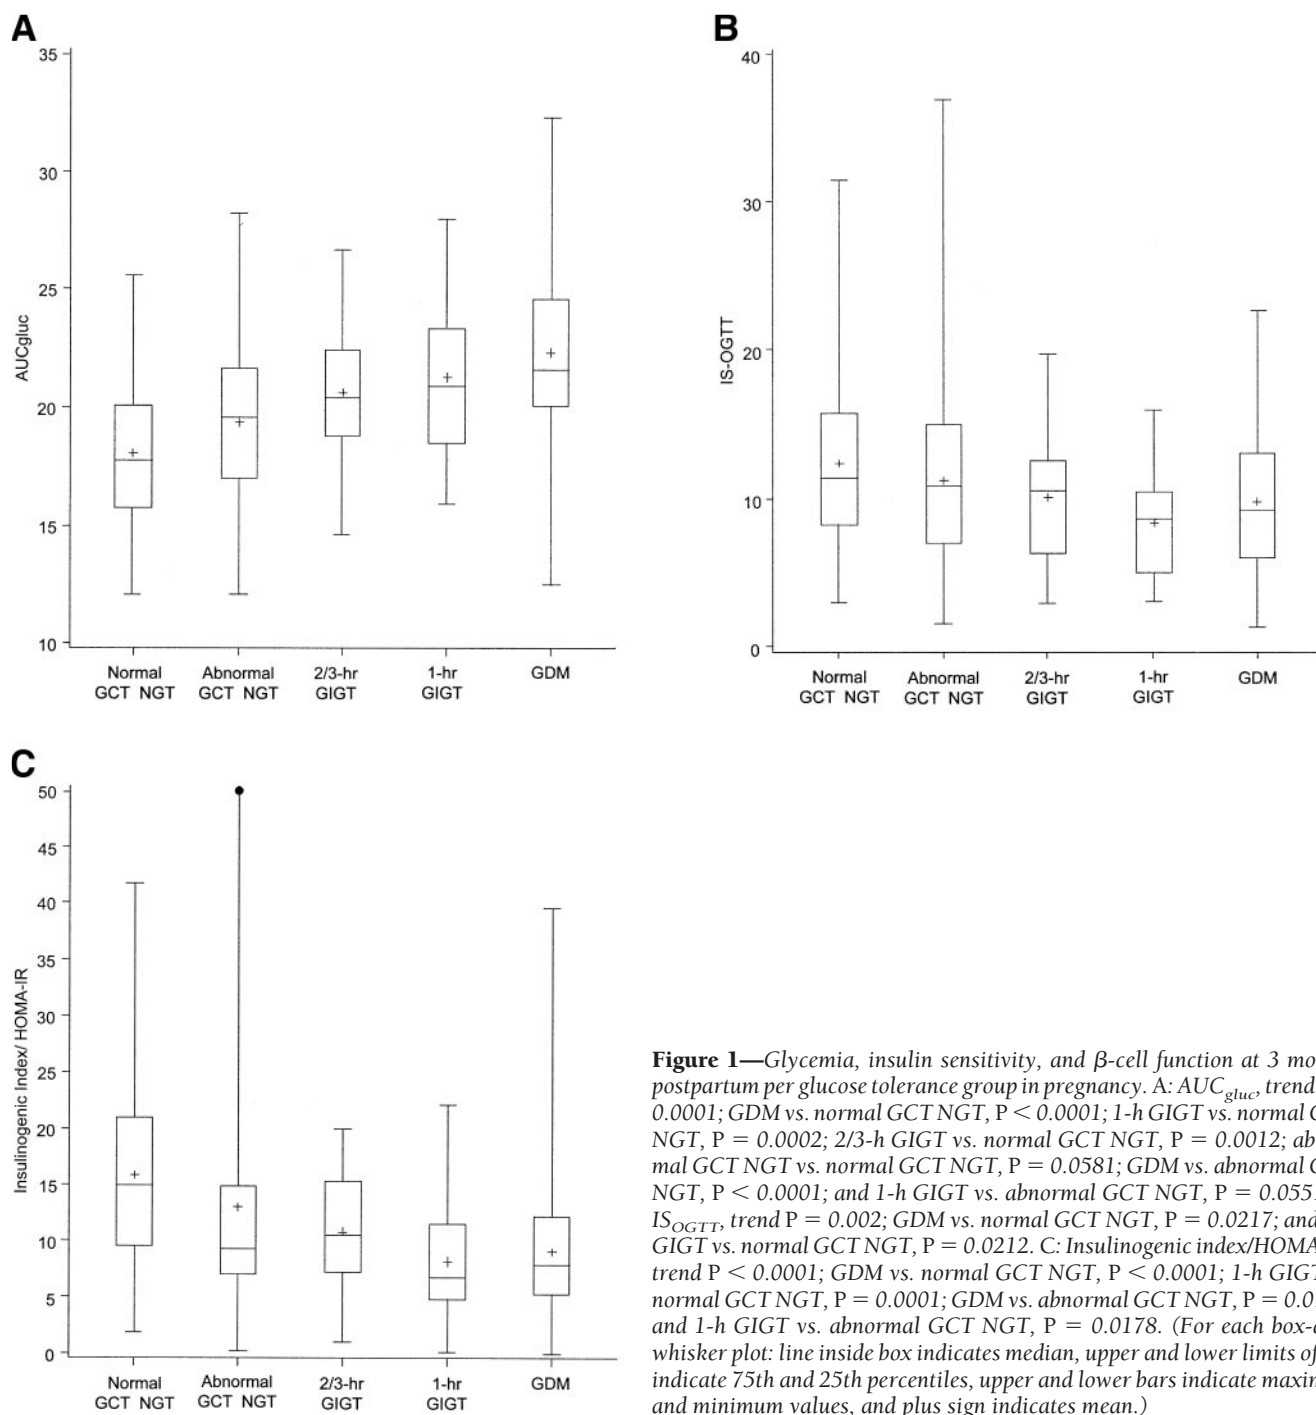 A
35
30
25
20
15
10
AUCgluc
Normal
GCT NGT
Abnormal
GCT NGT
2/3-hr
GIGT
1-hr
GIGT
GDM
B
40
30
20
10
0
IS-OGTT
Normal
GCT NGT
Abnormal
GCT NGT
2/3-hr
GIGT
1-hr
GIGT
GDM
C
50
45
40
35
30
25
20
15
10
5
0
Insulinogenic Index/ HOMA-IR
Normal
GCT NGT
Abnormal
GCT NGT
2/3-hr
GIGT
1-hr
GIGT
GDM
Figure 1—Glycemia, insulin sensitivity, and β-cell function at 3 mo
postpartum per glucose tolerance group in pregnancy. A: AUCgluc, trend
0.0001; GDM vs. normal GCT NGT, P < 0.0001; 1-h GIGT vs. normal
NGT, P = 0.0002; 2/3-h GIGT vs. normal GCT NGT, P = 0.0012; ab
mal GCT NGT vs. normal GCT NGT, P = 0.0581; GDM vs. abnormal
NGT, P < 0.0001; and 1-h GIGT vs. abnormal GCT NGT, P = 0.055
ISOGTT, trend P = 0.002; GDM vs. normal GCT NGT, P = 0.0217; and
GIGT vs. normal GCT NGT, P = 0.0212. C: Insulinogenic index/HOMA
trend P < 0.0001; GDM vs. normal GCT NGT, P < 0.0001; 1-h GIGT
normal GCT NGT, P = 0.0001; GDM vs. abnormal GCT NGT, P = 0.0
and 1-h GIGT vs. abnormal GCT NGT, P = 0.0178. (For each box-
whisker plot: line inside box indicates median, upper and lower limits of
indicate 75th and 25th percentiles, upper and lower bars indicate maxi
and minimum values, and plus sign indicates mean.)